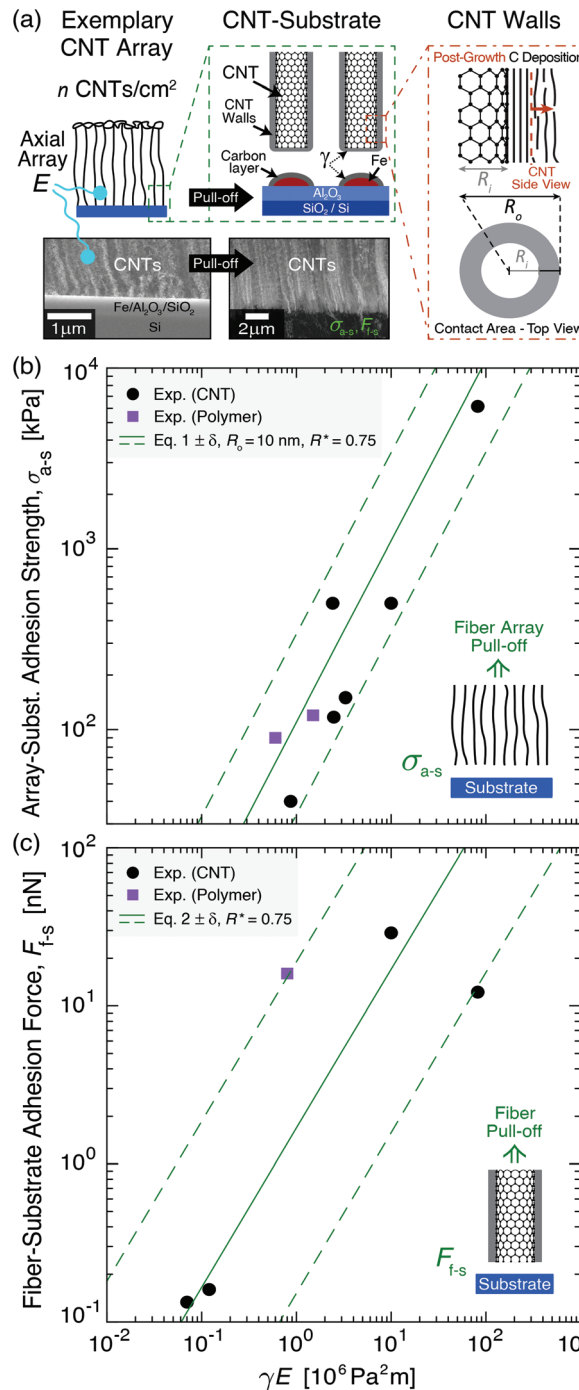 (a) Exemplary CNT Array
n CNTs/cm²
Axial Array
E
CNT-Substrate
CNT
CNT Walls
γ
Fe
Carbon layer
Al₂O₃
SiO₂ / Si
Pull-off
CNT Walls
Post-Growth C Deposition
Rᵢ
CNT Side View
Rₒ
Rᵢ
Contact Area - Top View
CNTs
Fe/Al₂O₃/SiO₂
Si
1μm
Pull-off
CNTs
2μm
σₐ₋ₛ, F_f-s
(b)
Array-Subst. Adhesion Strength, σₐ₋ₛ [kPa]
10⁴
10³
10²
Exp. (CNT)
Exp. (Polymer)
Eq. 1 ± δ, Rₒ = 10 nm, R* = 0.75
Fiber Array Pull-off
σₐ₋ₛ
Substrate
(c)
Fiber-Substrate Adhesion Force, F_f-s [nN]
10²
10¹
10⁰
10⁻¹
Exp. (CNT)
Exp. (Polymer)
Eq. 2 ± δ, R* = 0.75
Fiber Pull-off
F_f-s
Substrate
10⁻² 10⁻¹ 10⁰ 10¹ 10² 10³
γE [10⁶ Pa²m]